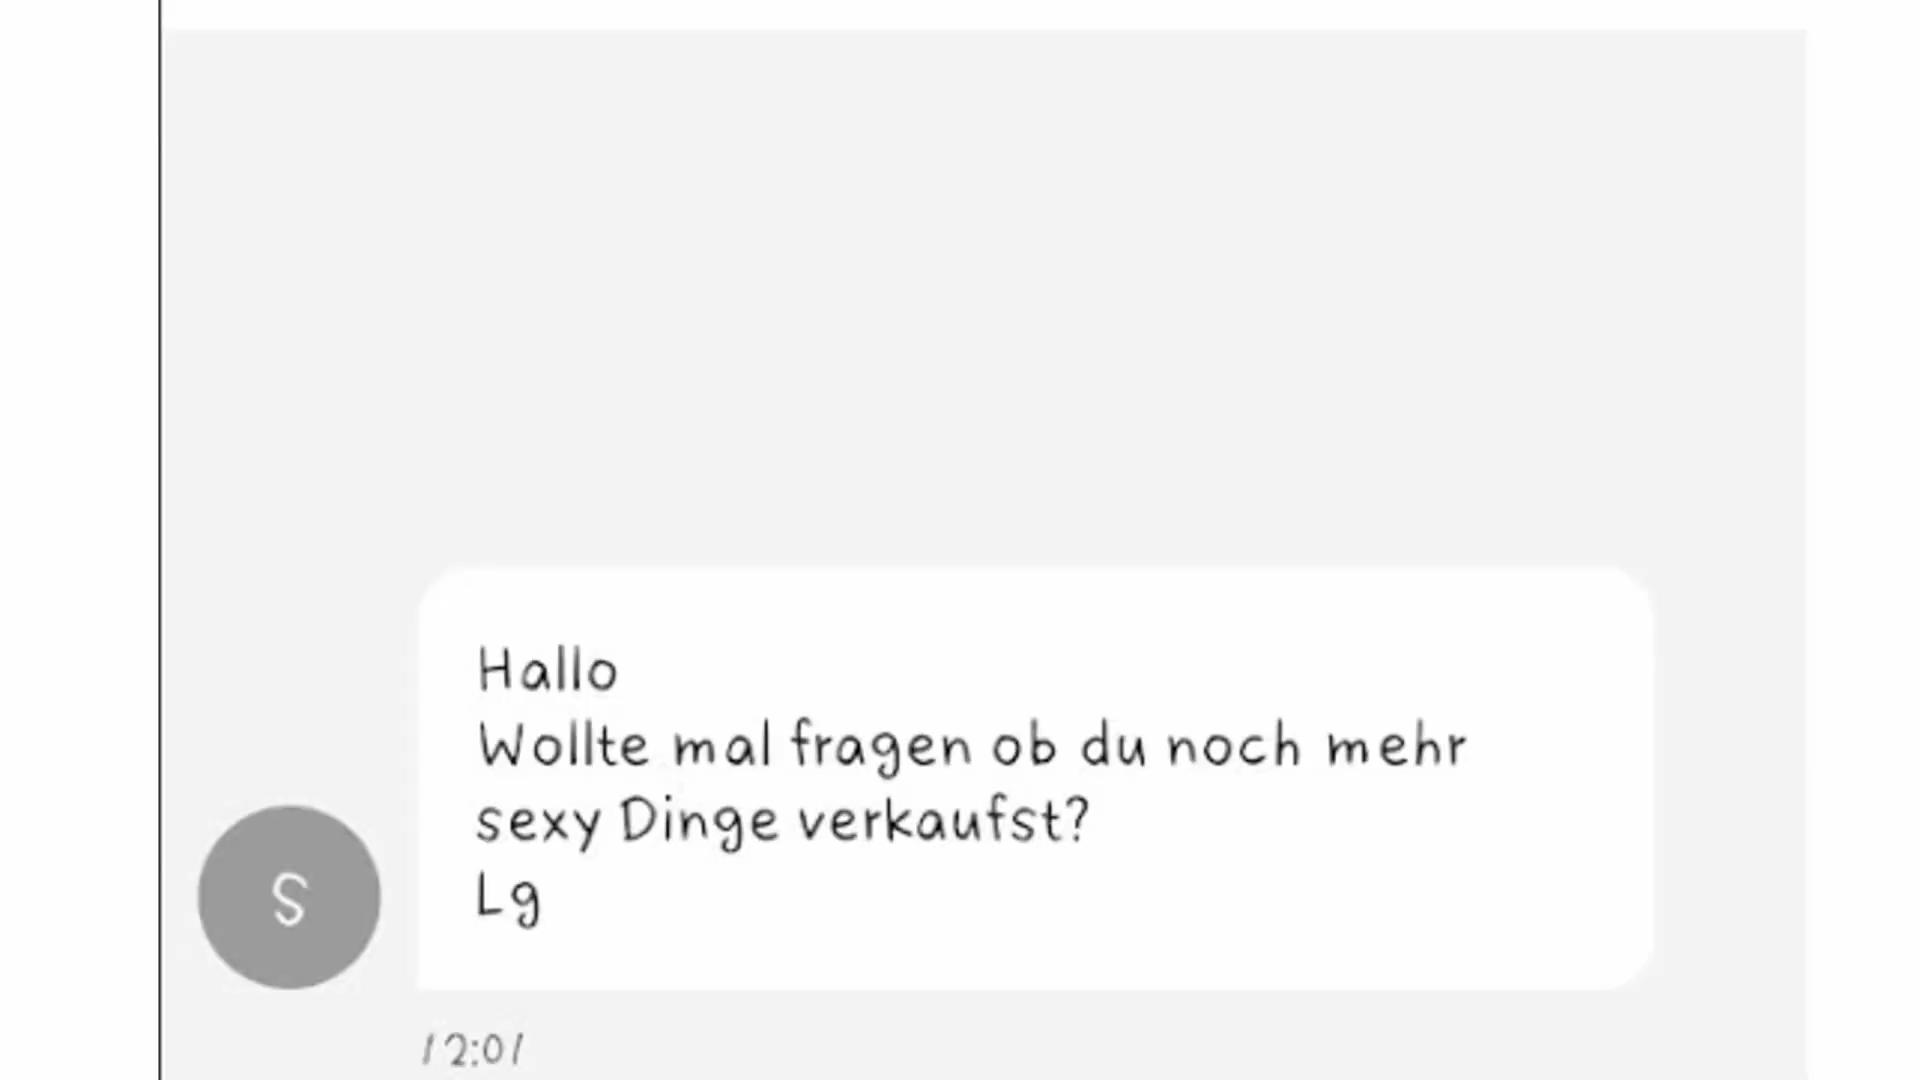 Hallo
Wollte mal fragen ob du noch mehr
sexy Dinge verkaufst?
Lg
S
12:01